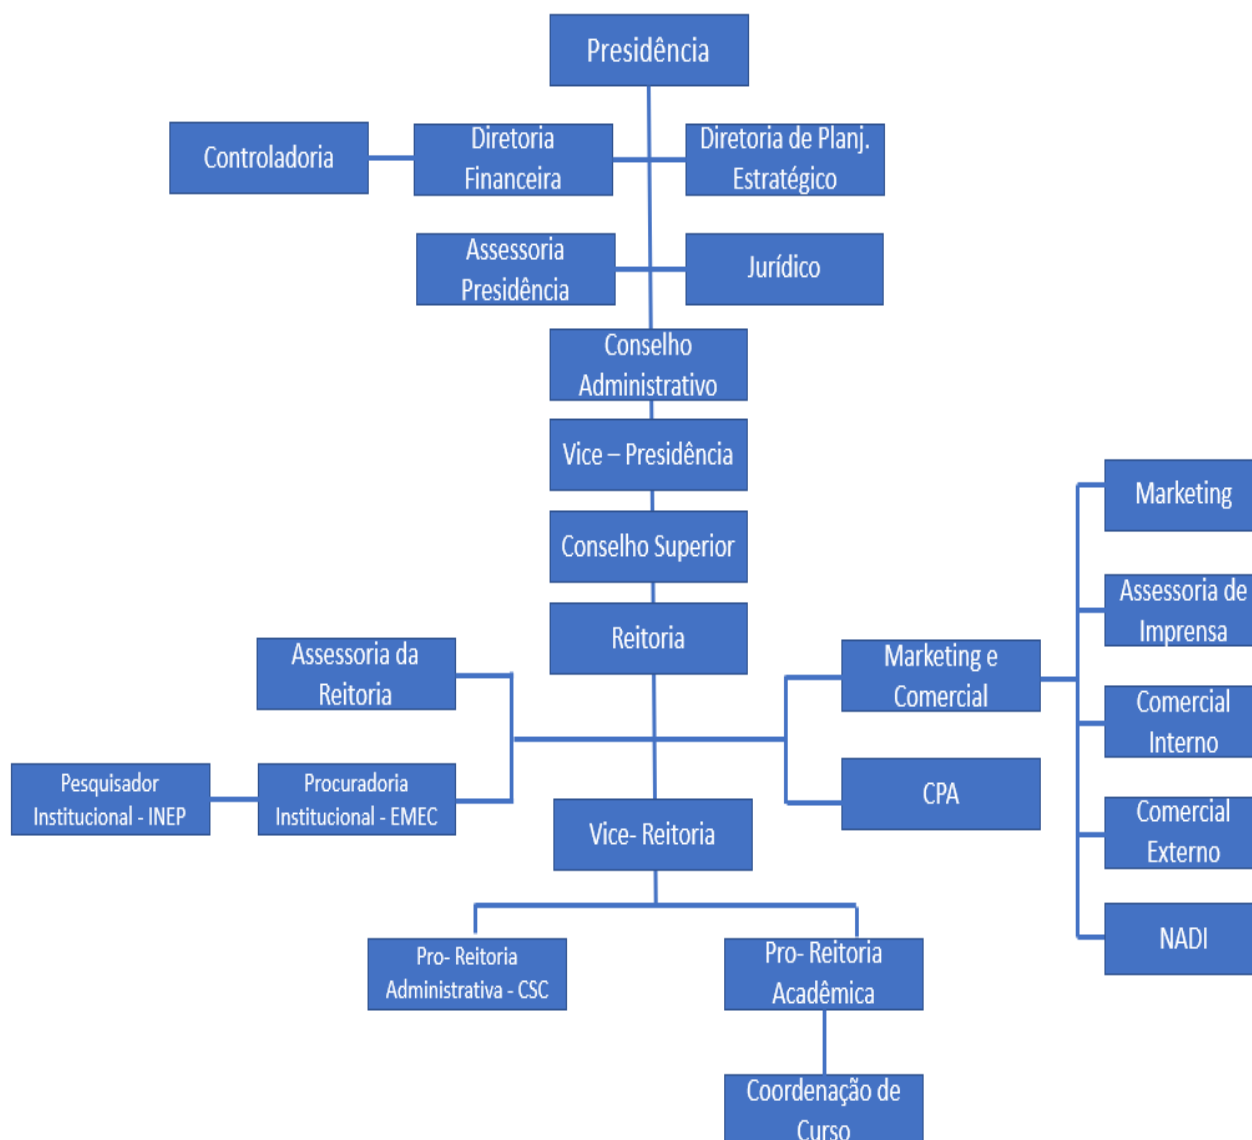 Presidência
Controladoria
Diretoria
Financeira
Diretoria de Planj.
Estratégico
Assessoria
Presidência
Jurídico
Conselho
Administrativo
Vice – Presidência
Conselho Superior
Reitoria
Assessoria da
Reitoria
Pesquisador
Institucional - INEP
Procuradoria
Institucional - EMEC
Marketing e
Comercial
CPA
Marketing
Assessoria de
Imprensa
Comercial
Interno
Comercial
Externo
NADI
Vice- Reitoria
Pro- Reitoria
Administrativa - CSC
Pro- Reitoria
Acadêmica
Coordenação de
Curso